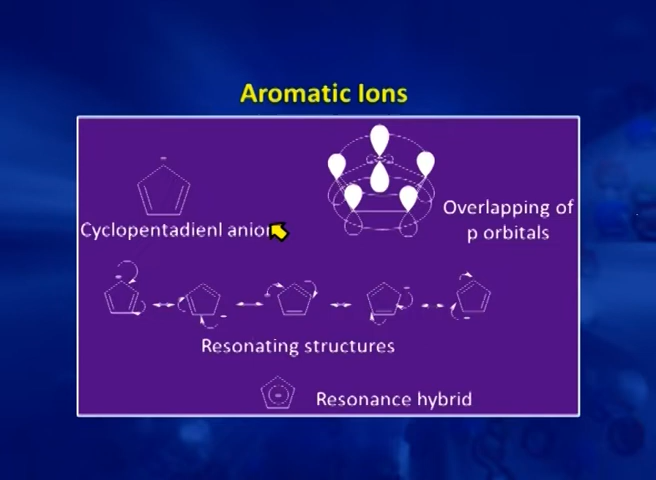 Aromatic Ions
Cyclopentadienl anion
Overlapping of
p orbitals
Resonating structures
Resonance hybrid